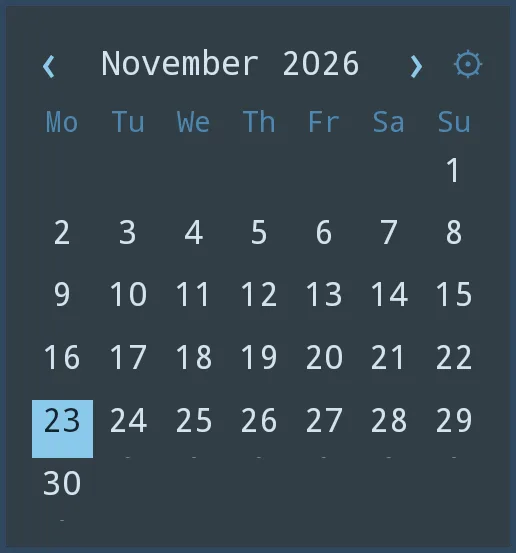 ‹ November 2026 ›
Mo Tu We Th Fr Sa Su
1
2 3 4 5 6 7 8
9 10 11 12 13 14 15
16 17 18 19 20 21 22
23 24 25 26 27 28 29
- - - - - -
30
-